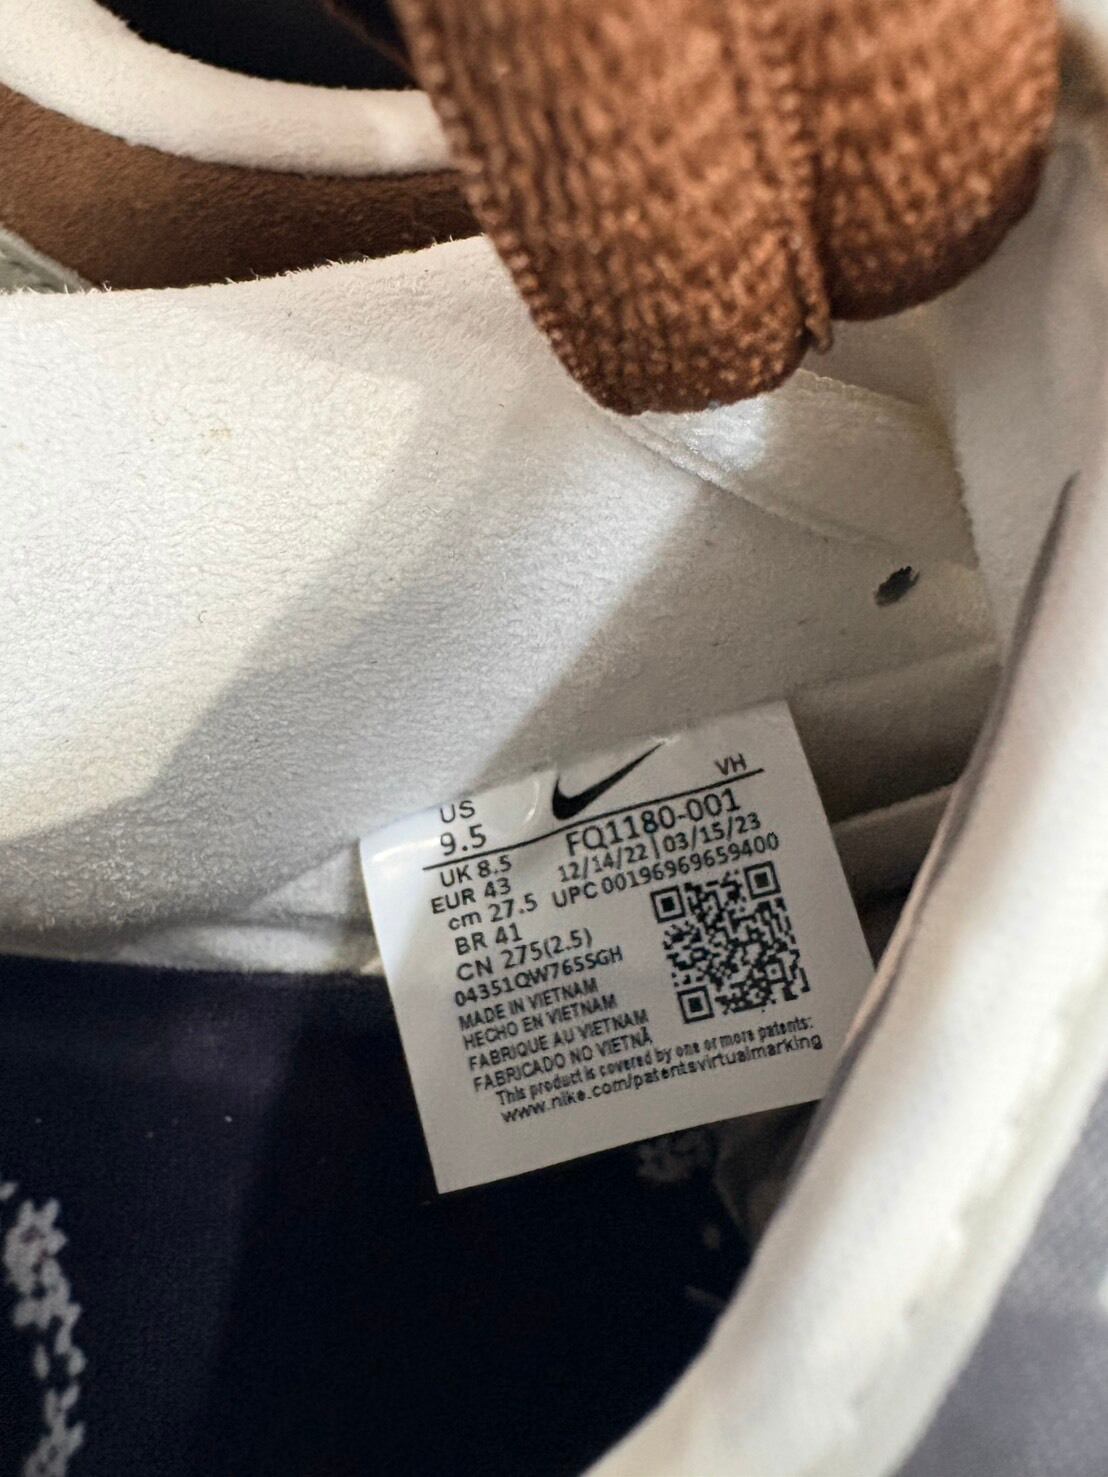 VH
US
9.5
FQ1180-001
UK 8.5
12/14/22 | 03/15/23
EUR 43
UPC 00196969659400
cm 27.5
BR 41
CN 275(2.5)
04351QW765SGH
MADE IN VIETNAM
HECHO EN VIETNAM
FABRIQUE AU VIETNAM
FABRICADO NO VIETNÃ
This product is covered by one or more patents:
www.nike.com/patentsvirtualmarking